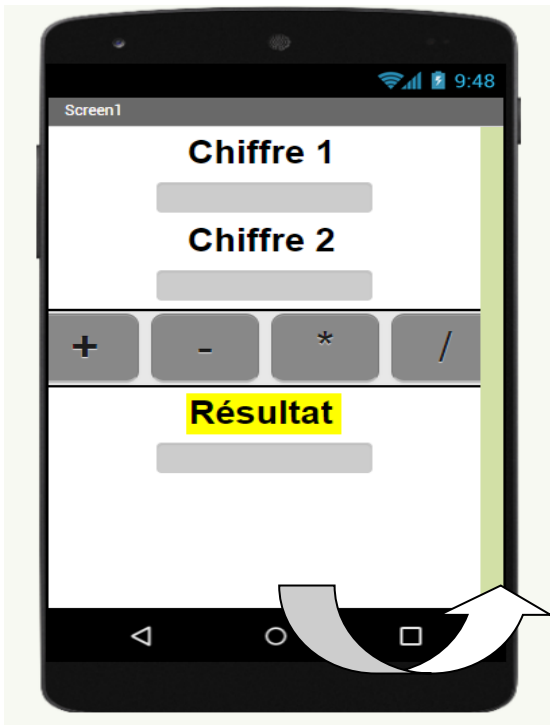 9:48
Screen1
Chiffre 1
Chiffre 2
+ - * /
Résultat